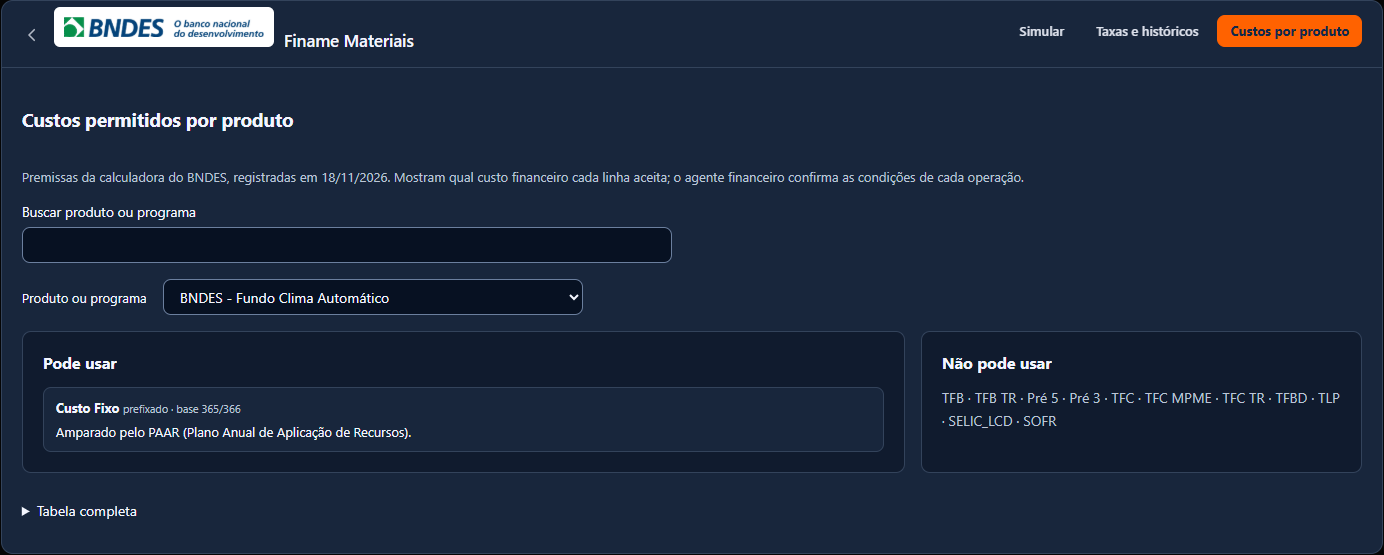 BNDES O banco nacional
do desenvolvimento
Finame Materiais
Simular
Taxas e históricos
Custos por produto
Custos permitidos por produto
Premissas da calculadora do BNDES, registradas em 18/11/2026. Mostram qual custo financeiro cada linha aceita; o agente financeiro confirma as condições de cada operação.
Buscar produto ou programa
Produto ou programa
BNDES - Fundo Clima Automático
Pode usar
Custo Fixo prefixado · base 365/366
Amparado pelo PAAR (Plano Anual de Aplicação de Recursos).
Não pode usar
TFB · TFB TR · Pré 5 · Pré 3 · TFC · TFC MPME · TFC TR · TFBD · TLP
· SELIC_LCD · SOFR
Tabela completa